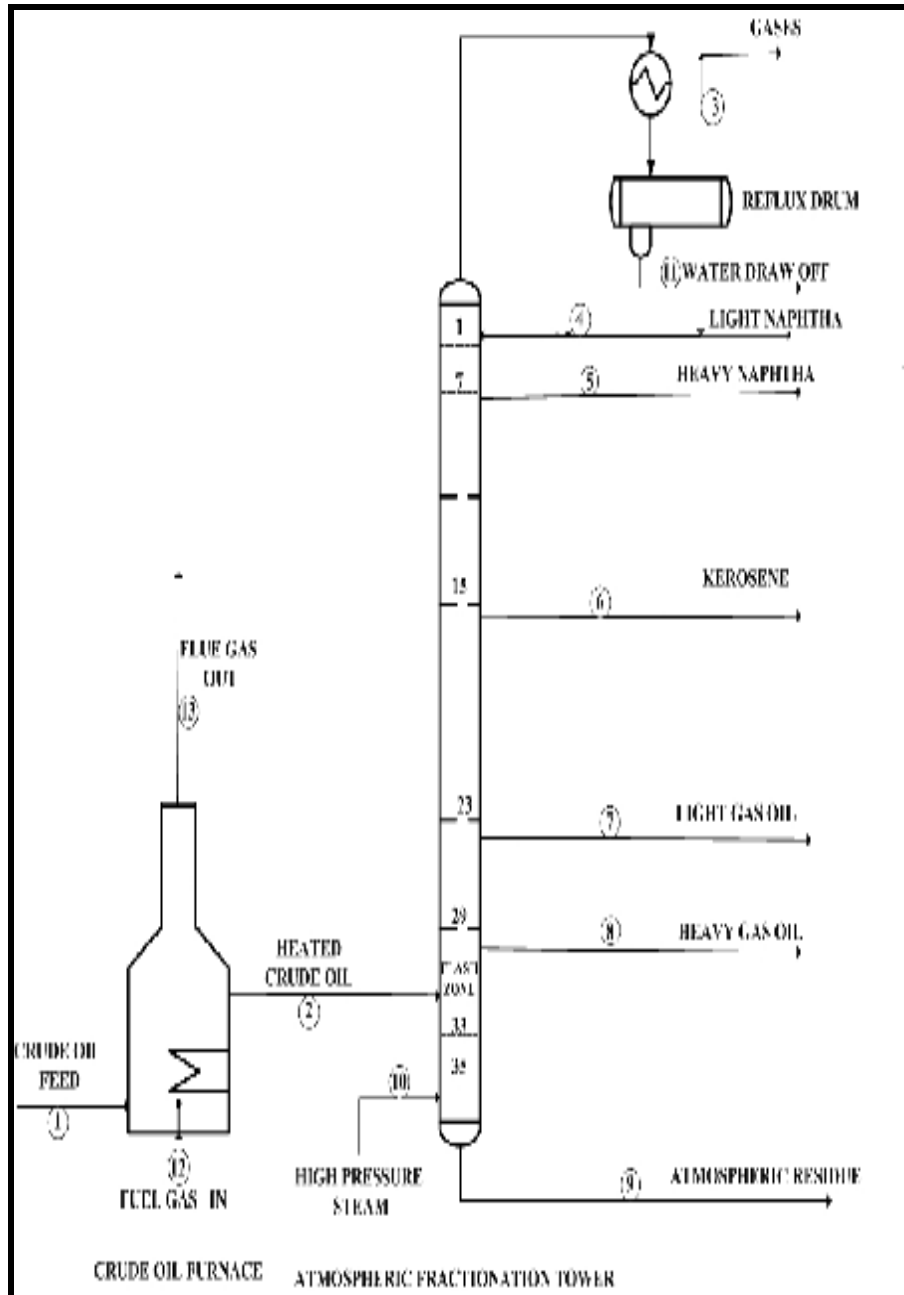 GASES
3
REFLUX DRUM
11 WATER DRAW OFF
1
4
LIGHT NAPHTHA
7
5
HEAVY NAPHTHA
15
6
KEROSENE
FLUE GAS
OUT
13
23
7
LIGHT GAS OIL
29
8
HEAVY GAS OIL
HEATED
CRUDE OIL
2
FLASH
ZONE
33
35
CRUDE OIL
FEED
1
10
12
FUEL GAS IN
HIGH PRESSURE
STEAM
9
ATMOSPHERIC RESIDUE
CRUDE OIL FURNACE
ATMOSPHERIC FRACTIONATION TOWER